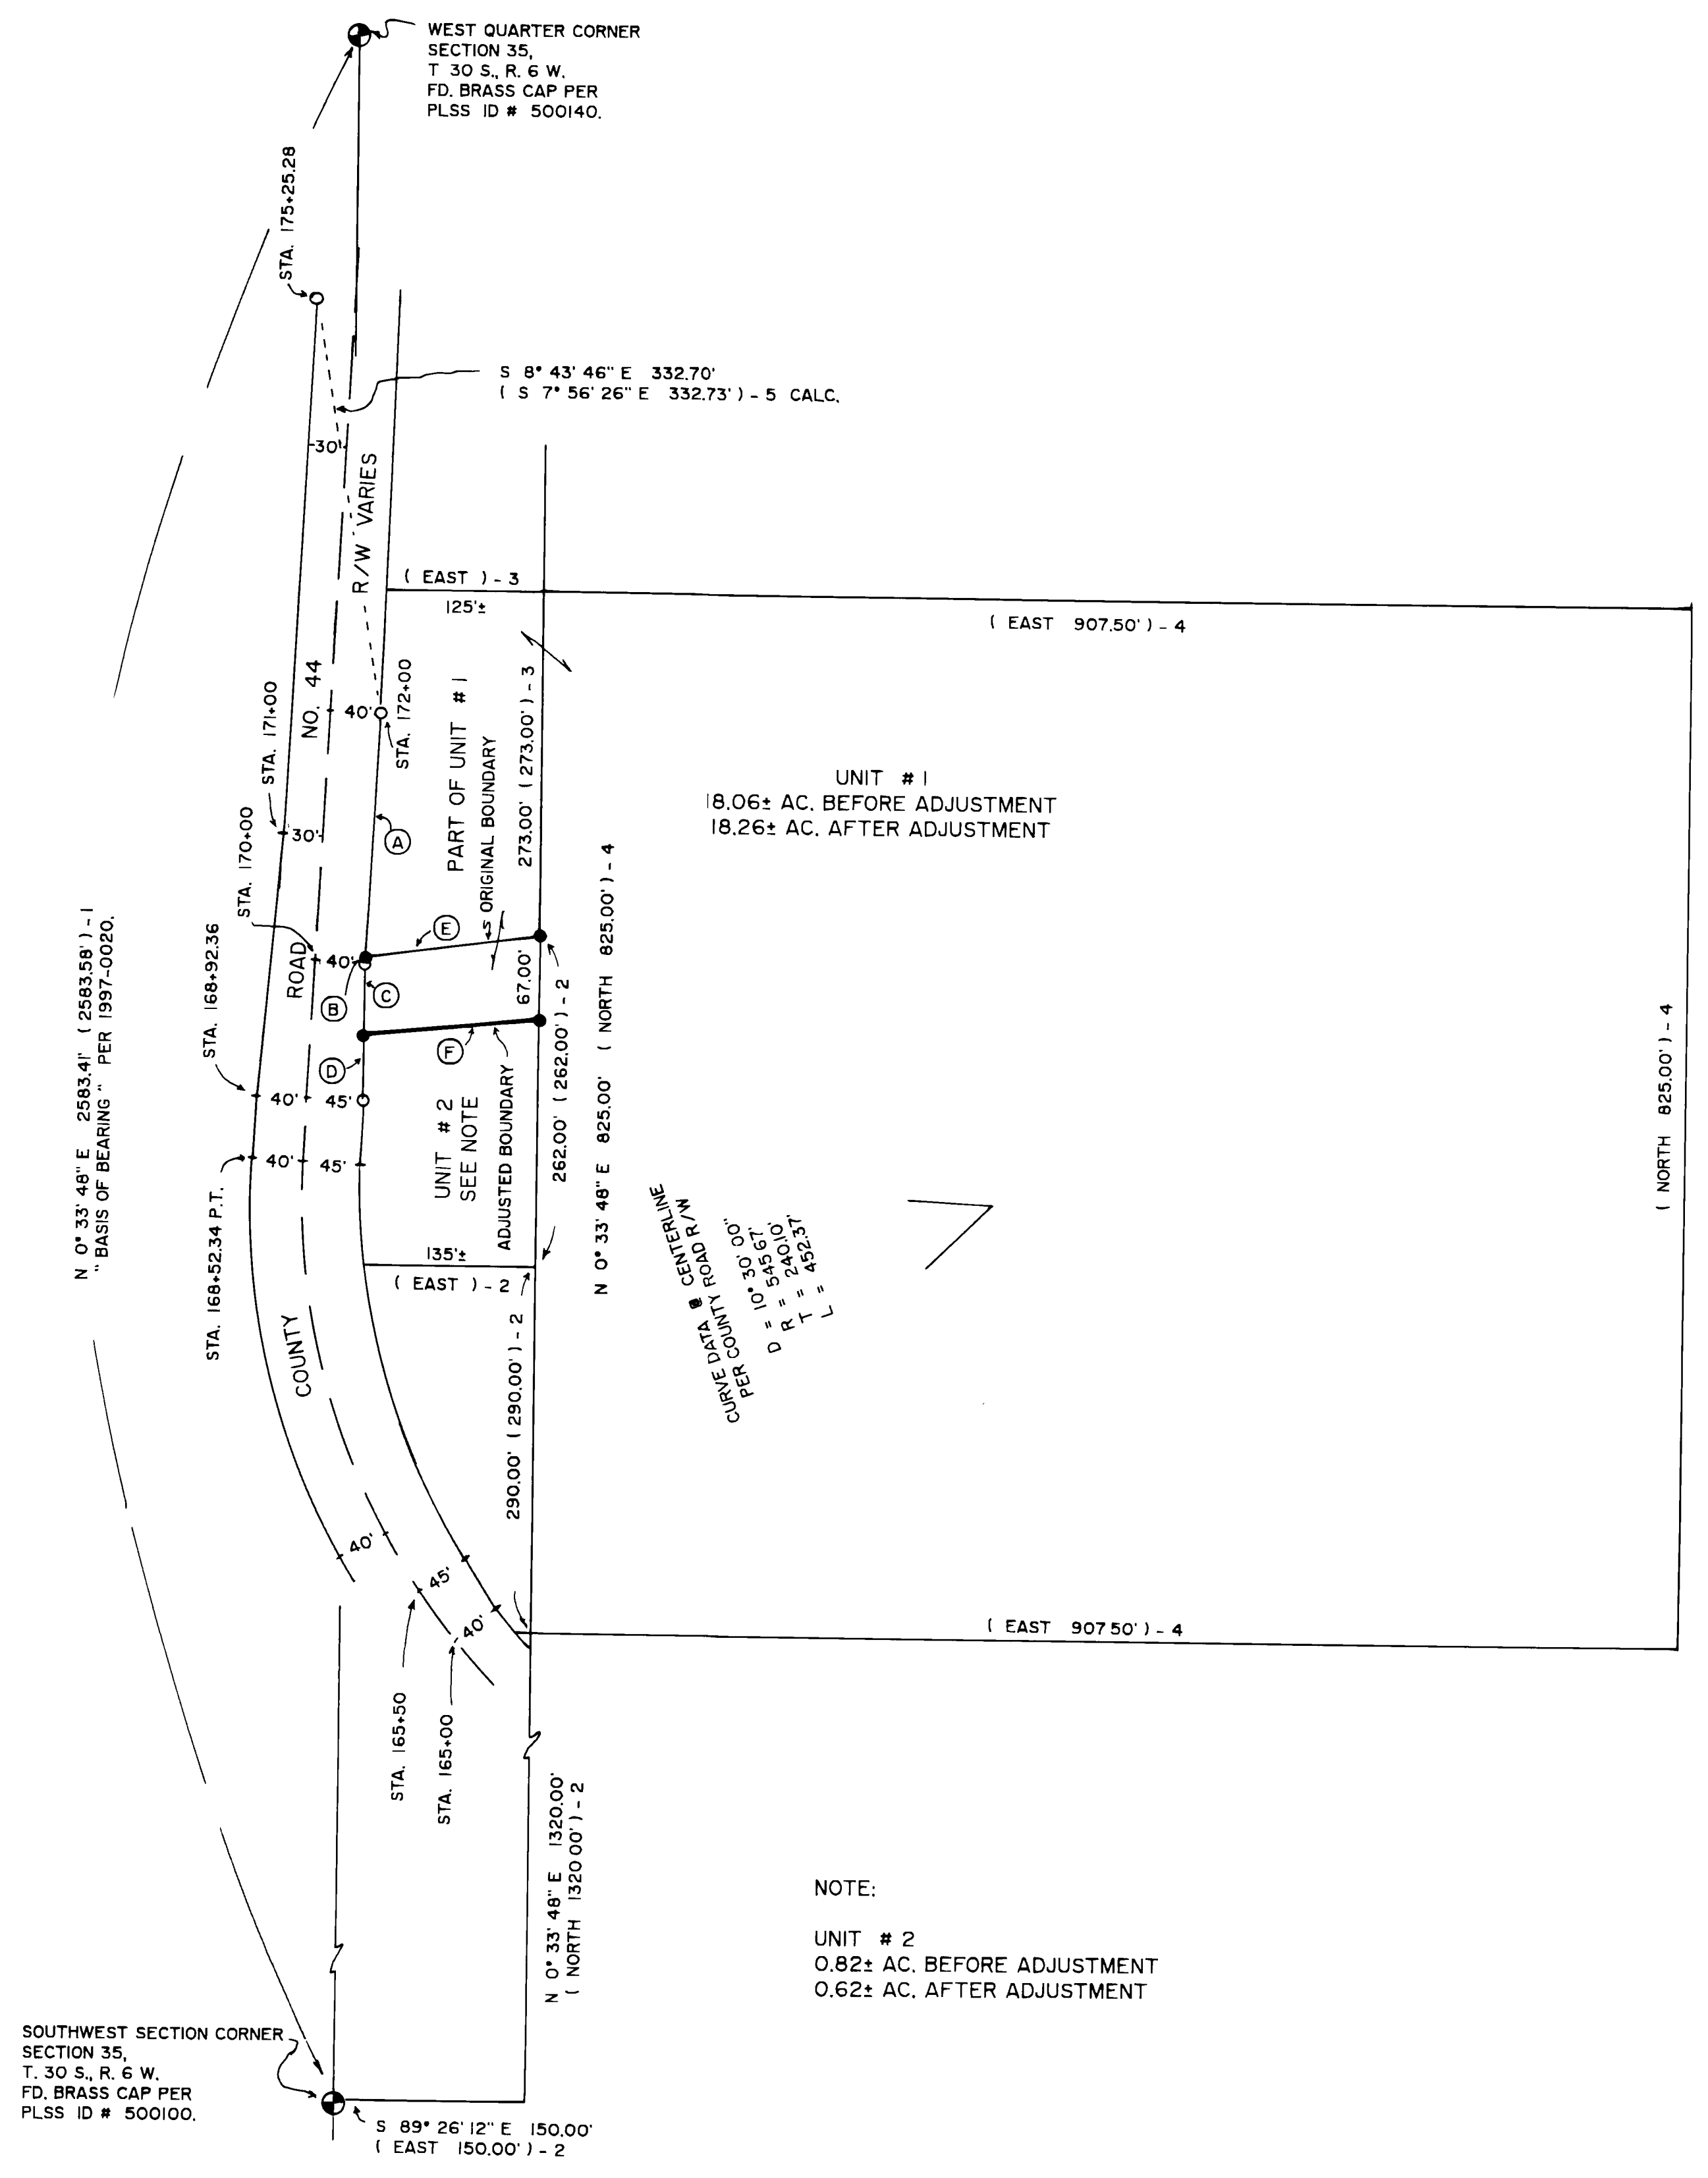 WEST QUARTER CORNER
SECTION 35,
T 30 S., R. 6 W.
FD. BRASS CAP PER
PLSS ID # 500140.
STA. 175+25.28
S 8° 43' 46" E 332.70'
( S 7° 56' 26" E 332.73' ) - 5 CALC.
30'
R/W VARIES
( EAST ) - 3
125'±
( EAST 907.50' ) - 4
STA. 171+00
NO. 44
40'
STA. 172+00
PART OF UNIT # 1
S ORIGINAL BOUNDARY
273.00' ( 273.00' ) - 3
UNIT # 1
18.06± AC. BEFORE ADJUSTMENT
18.26± AC. AFTER ADJUSTMENT
30'
A
STA. 170+00
N 0° 33' 48" E 2583.41' ( 2583.58' ) - 1
" BASIS OF BEARING " PER 1997-0020.
STA. 168+92.36
ROAD
40'
E
B
C
67.00'
F
D
262.00' ( 262.00' ) - 2
N 0° 33' 48" E 825.00' ( NORTH 825.00' ) - 4
( NORTH 825.00' ) - 4
40'
45'
40'
45'
UNIT # 2
SEE NOTE
ADJUSTED BOUNDARY
STA. 168+52.34 P.T.
135'±
( EAST ) - 2
CURVE DATA @ CENTERLINE
PER COUNTY ROAD R/W
D = 10° 30' 00"
R = 545.67'
T = 240.10'
L = 452.37'
COUNTY
290.00' ( 290.00' ) - 2
40'
45'
40'
( EAST 907 50' ) - 4
STA. 165+50
STA. 165+00
N 0° 33' 48" E 1320.00'
( NORTH 1320 00' ) - 2
NOTE:
UNIT # 2
0.82± AC. BEFORE ADJUSTMENT
0.62± AC. AFTER ADJUSTMENT
SOUTHWEST SECTION CORNER
SECTION 35,
T. 30 S., R. 6 W.
FD. BRASS CAP PER
PLSS ID # 500100.
S 89° 26' 12" E 150.00'
( EAST 150.00' ) - 2